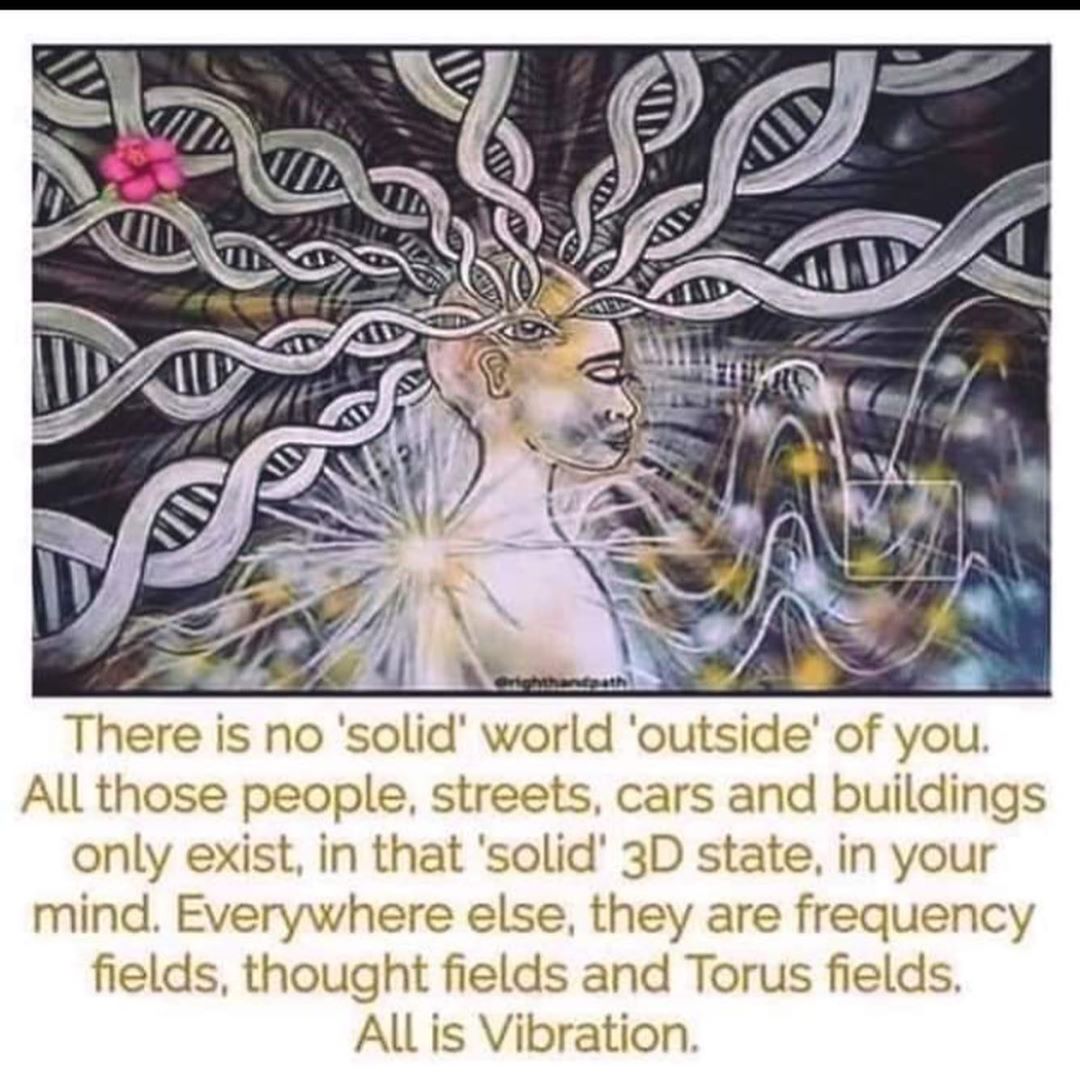 @righthandpath
There is no 'solid' world 'outside' of you.
All those people, streets, cars and buildings
only exist, in that 'solid' 3D state, in your
mind. Everywhere else, they are frequency
fields, thought fields and Torus fields.
All is Vibration.